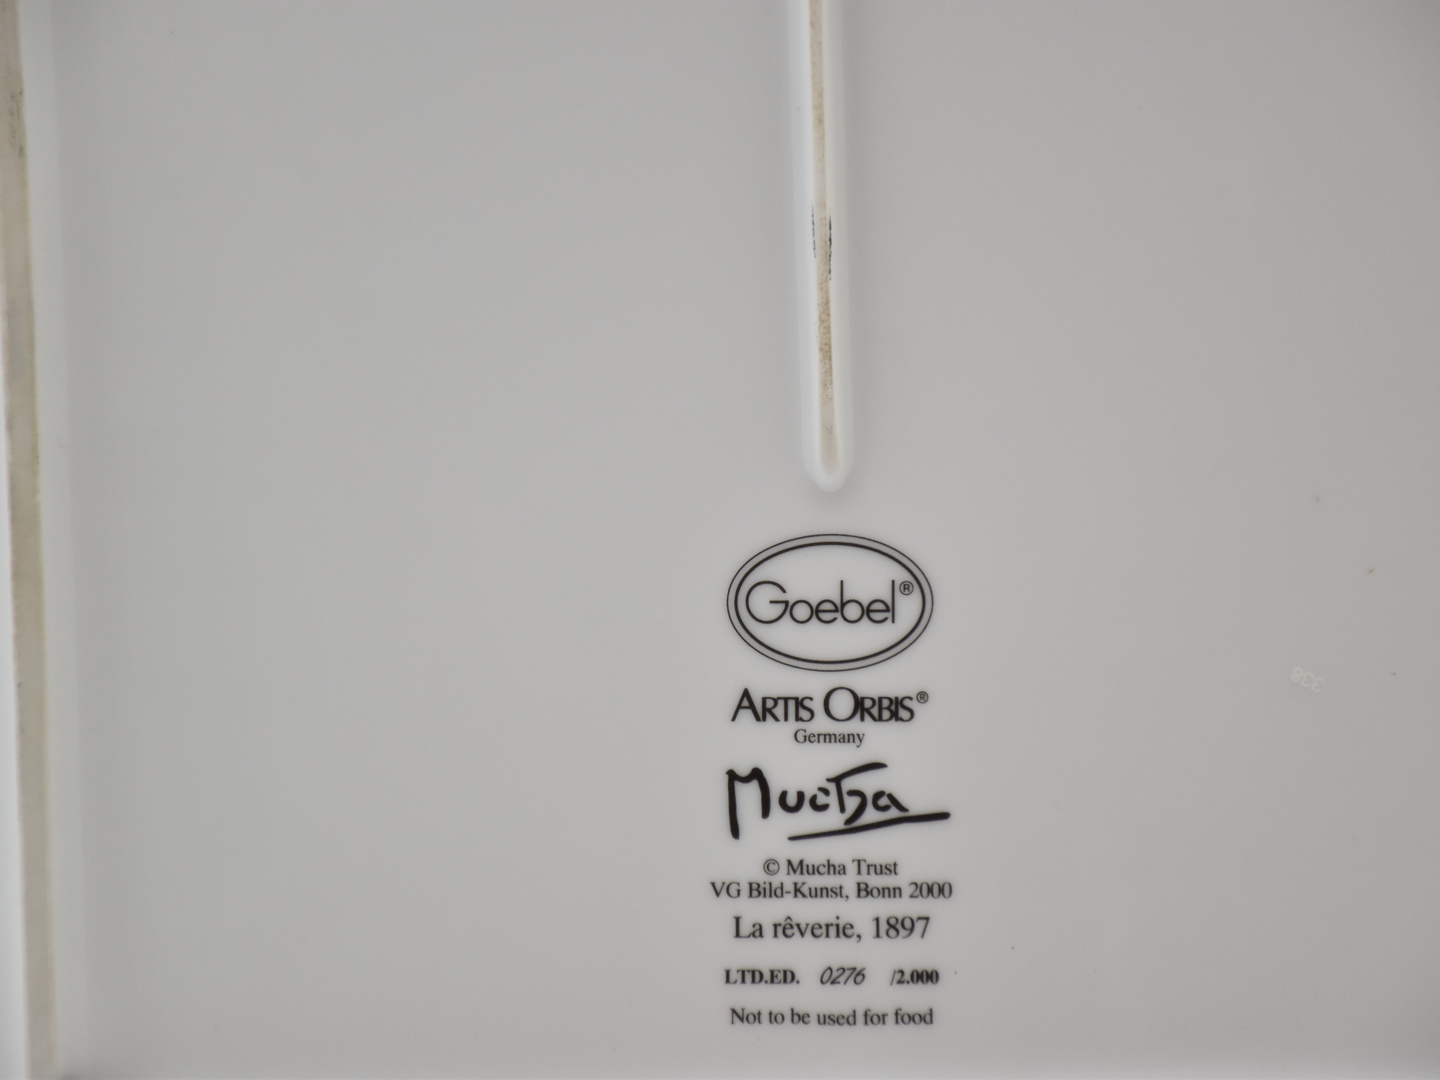 Goebel®
ARTIS ORBIS®
Germany
Mucha
© Mucha Trust
VG Bild-Kunst, Bonn 2000
La rêverie, 1897
LTD.ED. 0276 /2.000
Not to be used for food
338